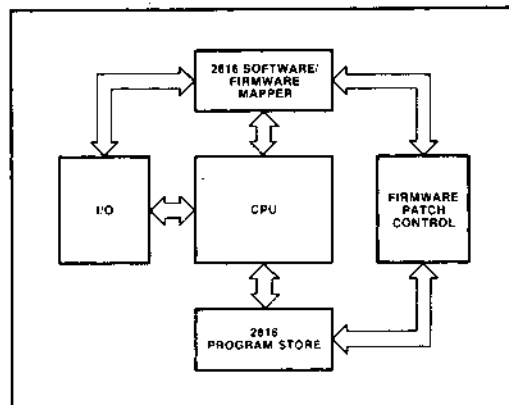 2816 SOFTWARE/
FIRMWARE
MAPPER
I/O
CPU
FIRMWARE
PATCH
CONTROL
2816
PROGRAM STORE